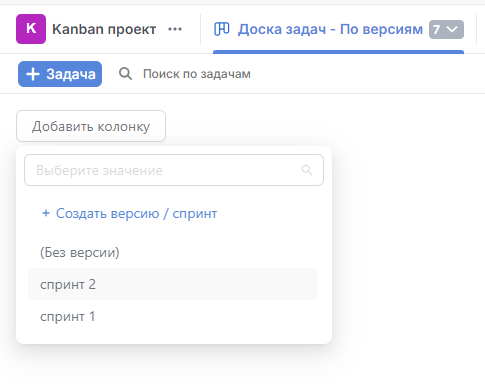 K Kanban проект ••• Доска задач - По версиям 7
+ Задача Поиск по задачам
Добавить колонку
Выберите значение
+ Создать версию / спринт
(Без версии)
спринт 2
спринт 1